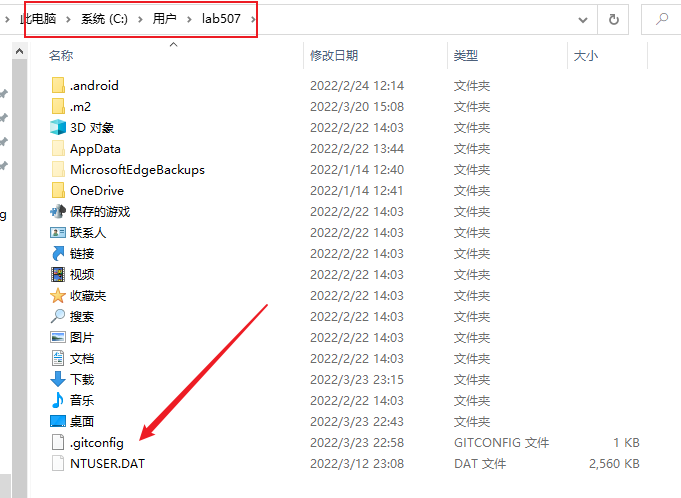 此电脑 > 系统 (C:) > 用户 > lab507 >
名称 修改日期 类型 大小
.android 2022/2/24 12:14 文件夹
.m2 2022/3/20 15:08 文件夹
3D 对象 2022/2/22 14:03 文件夹
AppData 2022/2/22 13:44 文件夹
MicrosoftEdgeBackups 2022/1/14 12:40 文件夹
OneDrive 2022/1/14 12:41 文件夹
保存的游戏 2022/2/22 14:03 文件夹
联系人 2022/2/22 14:03 文件夹
链接 2022/2/22 14:03 文件夹
视频 2022/2/22 14:03 文件夹
收藏夹 2022/2/22 14:03 文件夹
搜索 2022/2/22 14:03 文件夹
图片 2022/2/22 14:03 文件夹
文档 2022/2/22 14:03 文件夹
下载 2022/3/23 23:15 文件夹
音乐 2022/2/22 14:03 文件夹
桌面 2022/3/23 22:43 文件夹
.gitconfig 2022/3/23 22:58 GITCONFIG 文件 1 KB
NTUSER.DAT 2022/3/12 23:08 DAT 文件 2,560 KB